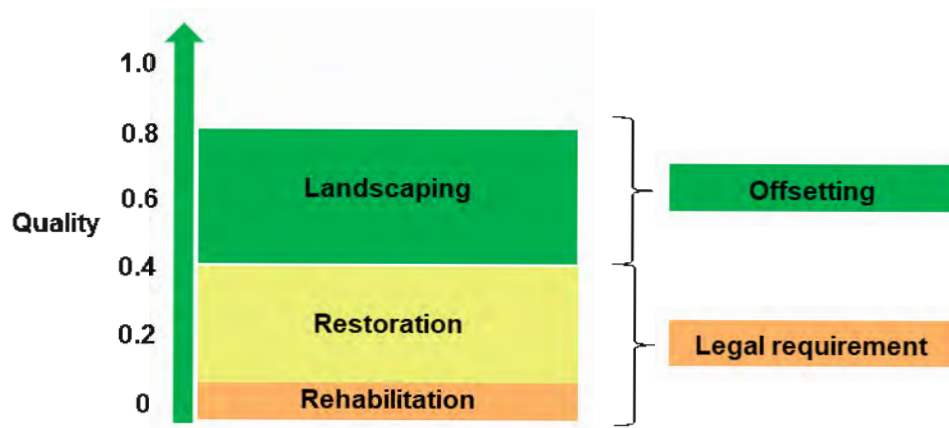 1.0
0.8
Landscaping
Offsetting
0.6
Quality
0.4
Restoration
0.2
Legal requirement
Rehabilitation
0